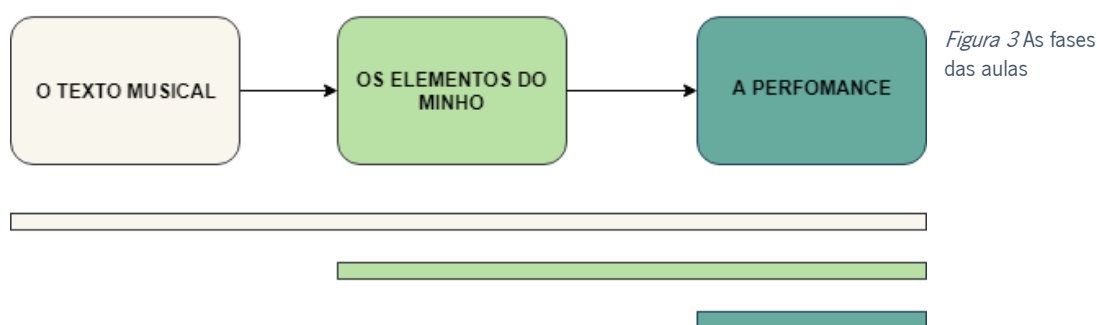 O TEXTO MUSICAL
OS ELEMENTOS DO
MINHO
A PERFOMANCE
Figura 3 As fases
das aulas